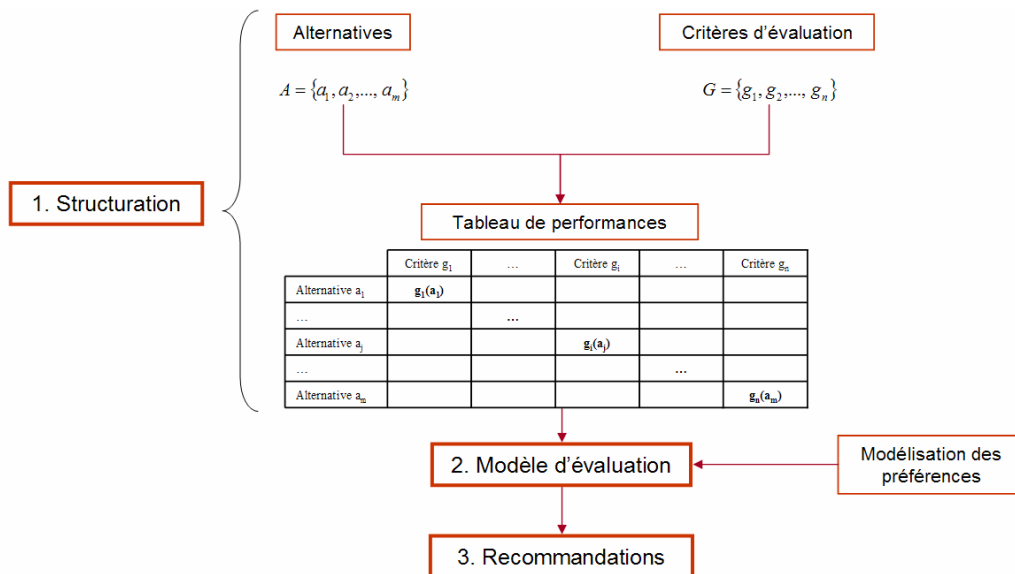 Alternatives
Critères d'évaluation
A = {a₁, a₂,..., aₘ}
G = {g₁, g₂,..., gₙ}
1. Structuration
Tableau de performances
Critère g₁ … Critère gᵢ … Critère gₙ
Alternative a₁ g₁(a₁)
… …
Alternative aⱼ gᵢ(aⱼ)
… …
Alternative aₘ gₙ(aₘ)
2. Modèle d'évaluation
Modélisation des
préférences
3. Recommandations